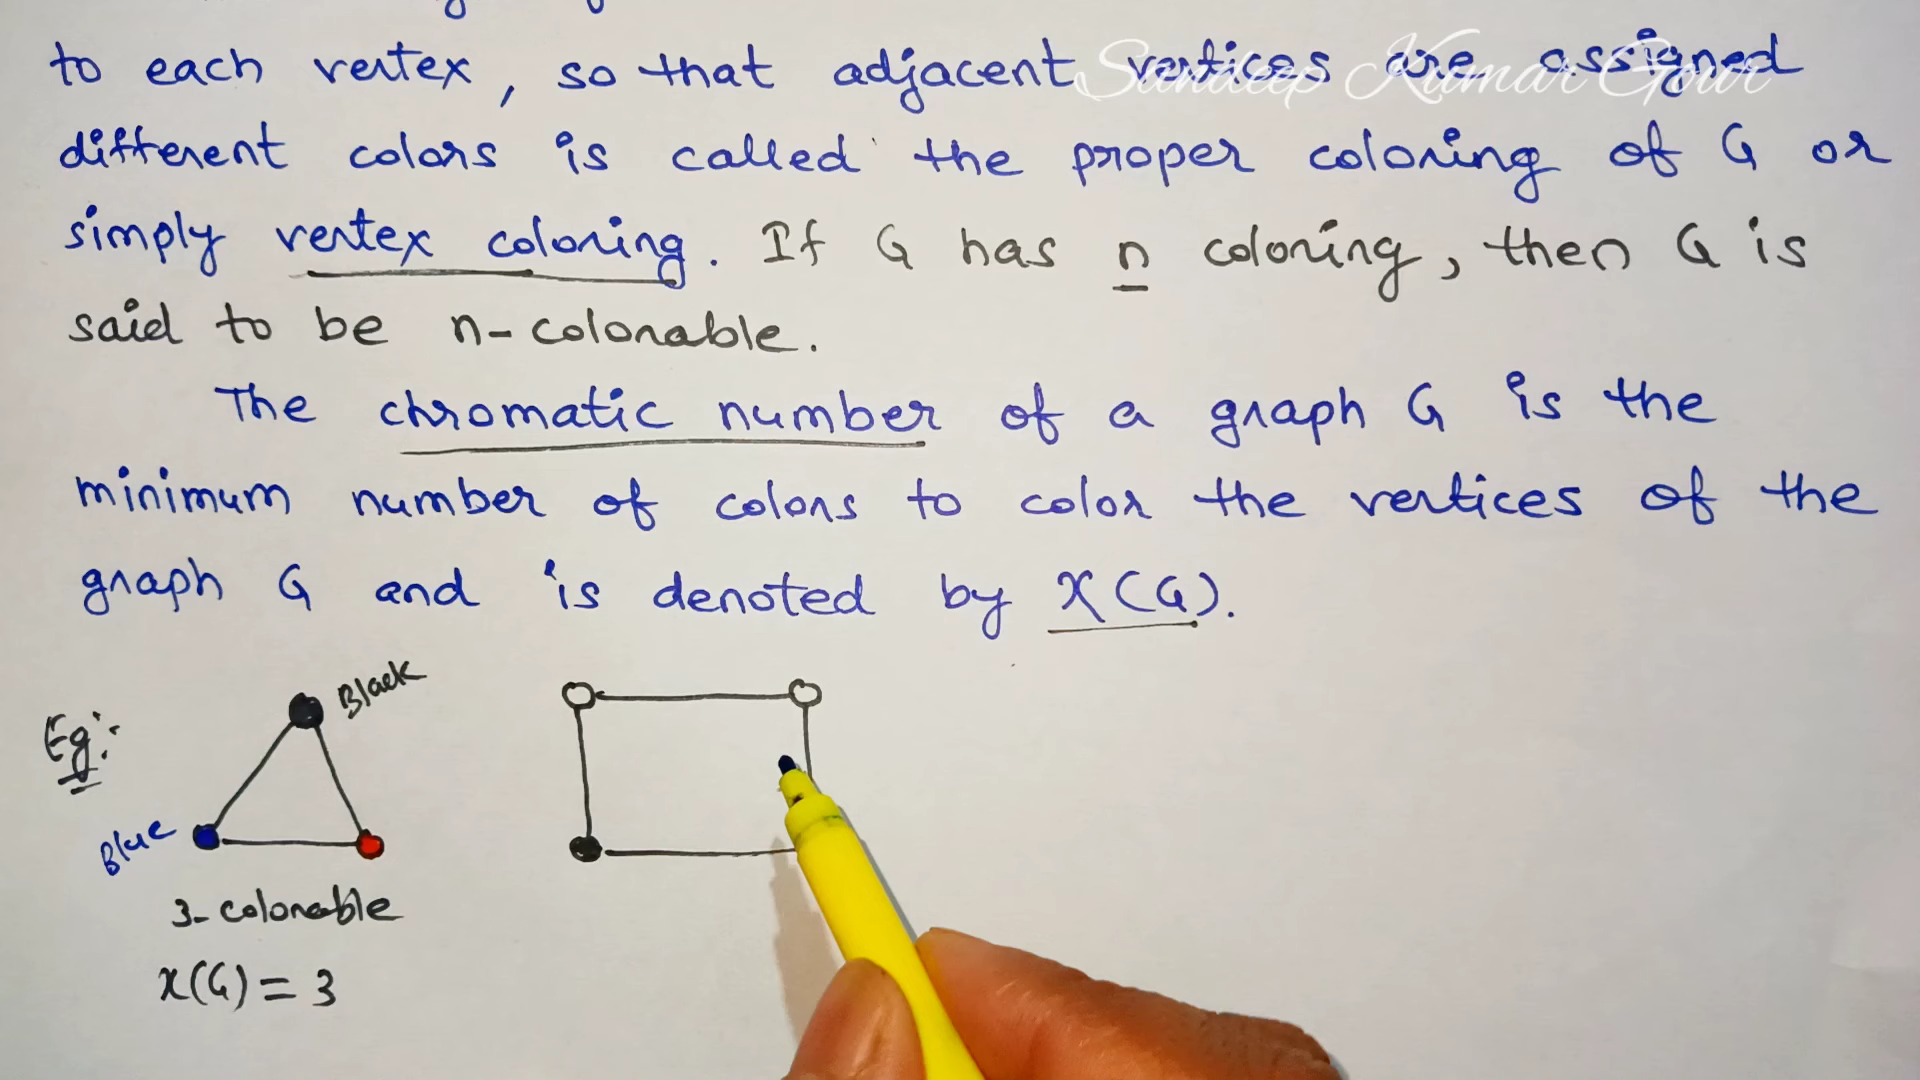 to each vertex, so that adjacent vertices are assigned
Sandeep Kumar Gour
different colors is called the proper coloring of G or
simply vertex coloring. If G has n coloring, then G is
said to be n-colorable.
The chromatic number of a graph G is the
minimum number of colors to color the vertices of the
graph G and is denoted by χ(G).
Eg:-
Black
Blue
3-colorable
χ(G) = 3